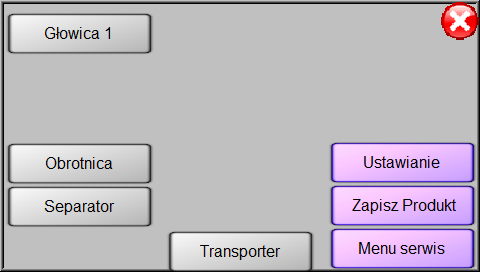 Głowica 1
Obrotnica
Ustawianie
Separator
Zapisz Produkt
Transporter
Menu serwis